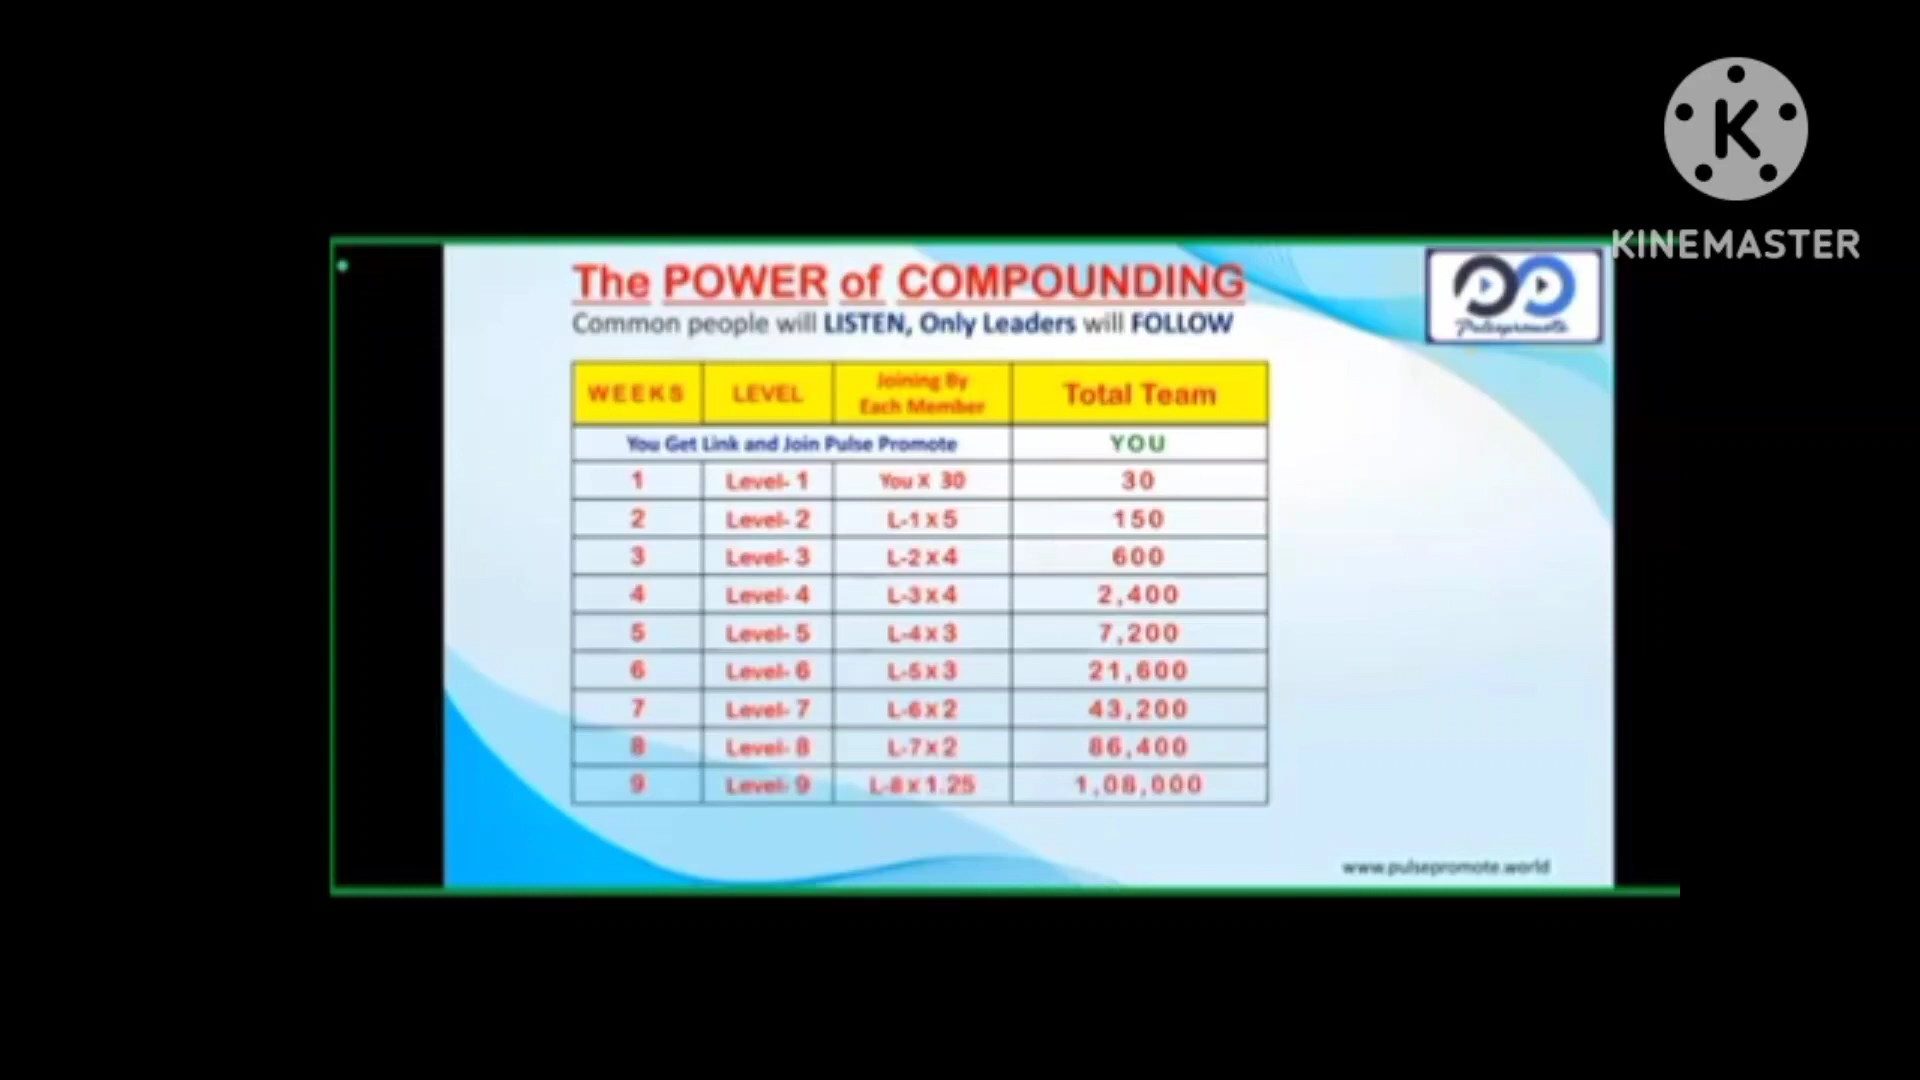 K
KINEMASTER
The POWER of COMPOUNDING
Common people will LISTEN, Only Leaders will FOLLOW
Pulsepromote
WEEKS LEVEL Joining By Each Member Total Team
You Get Link and Join Pulse Promote YOU
1 Level- 1 You X 30 30
2 Level- 2 L-1 X 5 150
3 Level- 3 L-2 X 4 600
4 Level- 4 L-3 X 4 2,400
5 Level- 5 L-4 X 3 7,200
6 Level- 6 L-5 X 3 21,600
7 Level- 7 L-6 X 2 43,200
8 Level- 8 L-7 X 2 86,400
9 Level- 9 L-8 X 1.25 1,08,000
www.pulsepromote.world